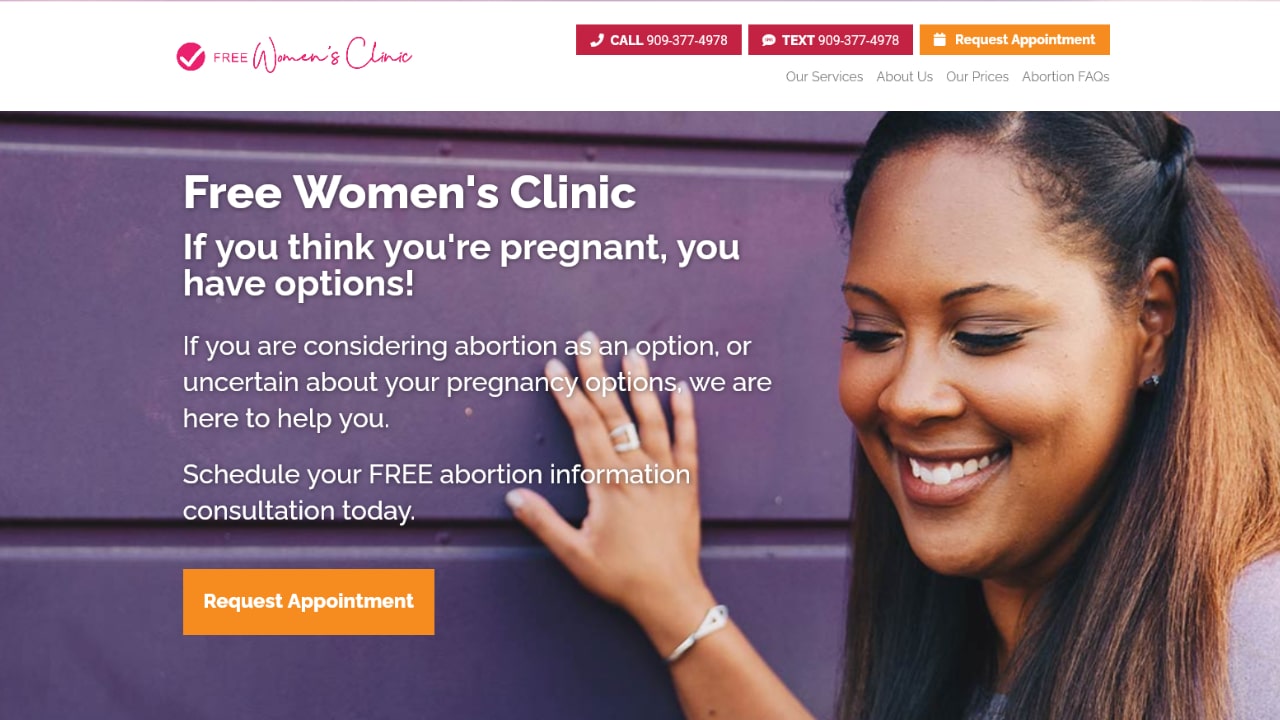 FREE Women's Clinic
CALL 909-377-4978
TEXT 909-377-4978
Request Appointment
Our Services
About Us
Our Prices
Abortion FAQs
Free Women's Clinic
If you think you're pregnant, you
have options!
If you are considering abortion as an option, or
uncertain about your pregnancy options, we are
here to help you.
Schedule your FREE abortion information
consultation today.
Request Appointment